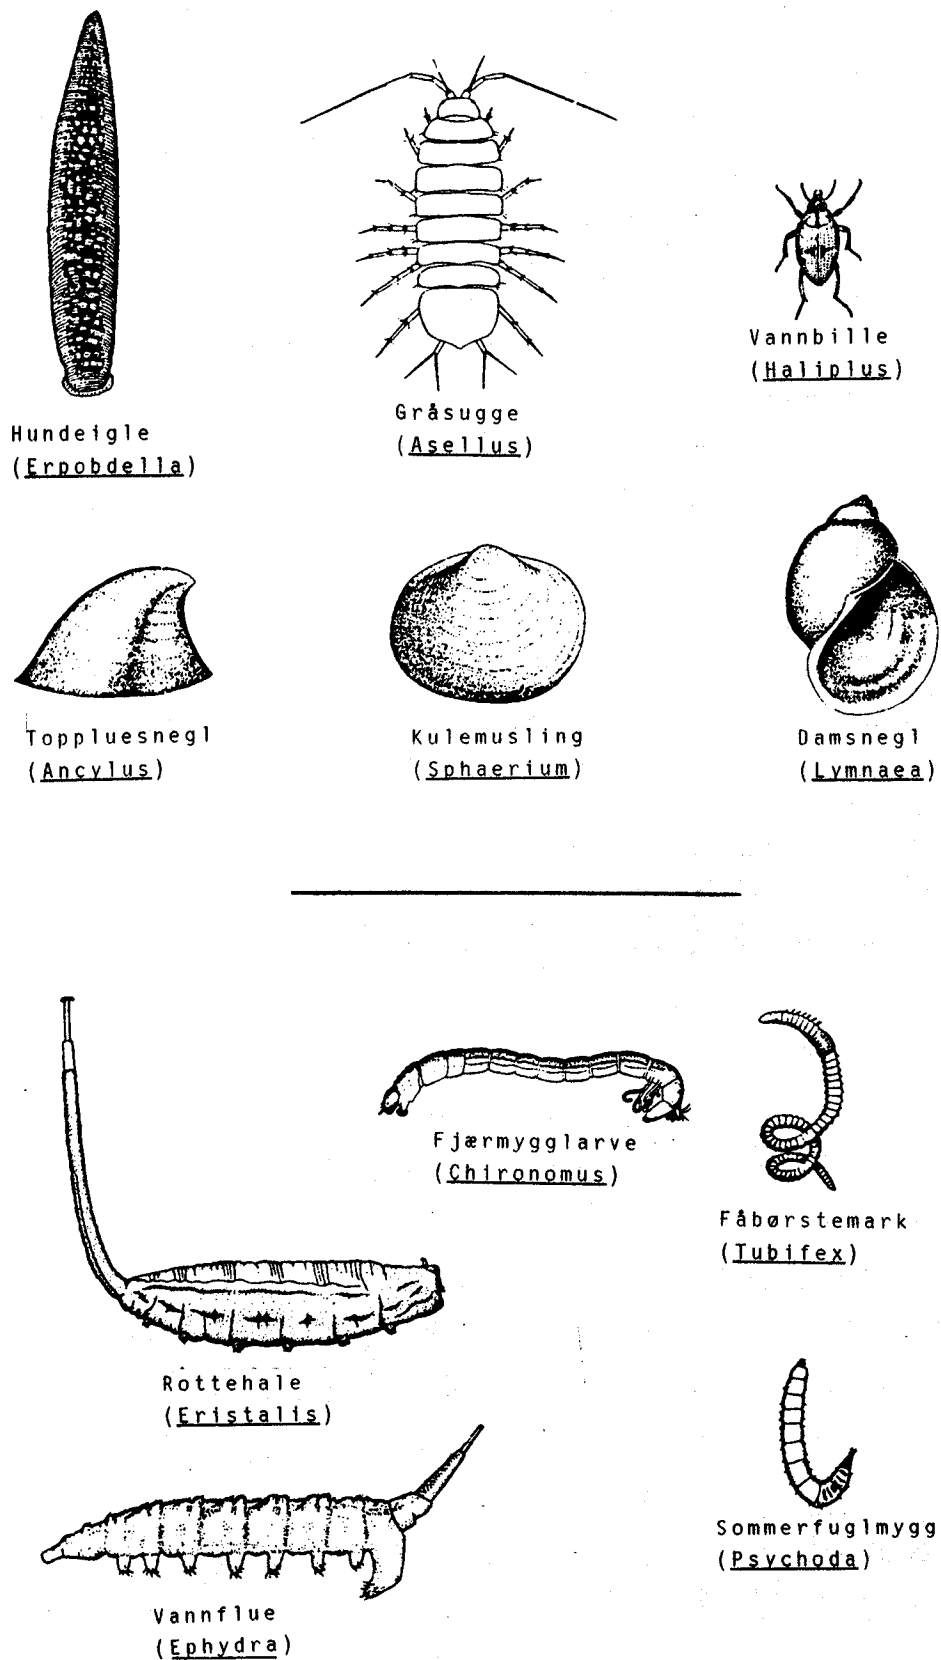 Vannbille
(Haliplus)
Gråsugge
(Asellus)
Hundeigle
(Erpobdella)
Toppluesnegl
(Ancylus)
Kulemusling
(Sphaerium)
Damsnegl
(Lymnaea)
Fjærmygglarve
(Chironomus)
Fåbørstemark
(Tubifex)
Rottehale
(Eristalis)
Sommerfuglmygg
(Psychoda)
Vannflue
(Ephydra)